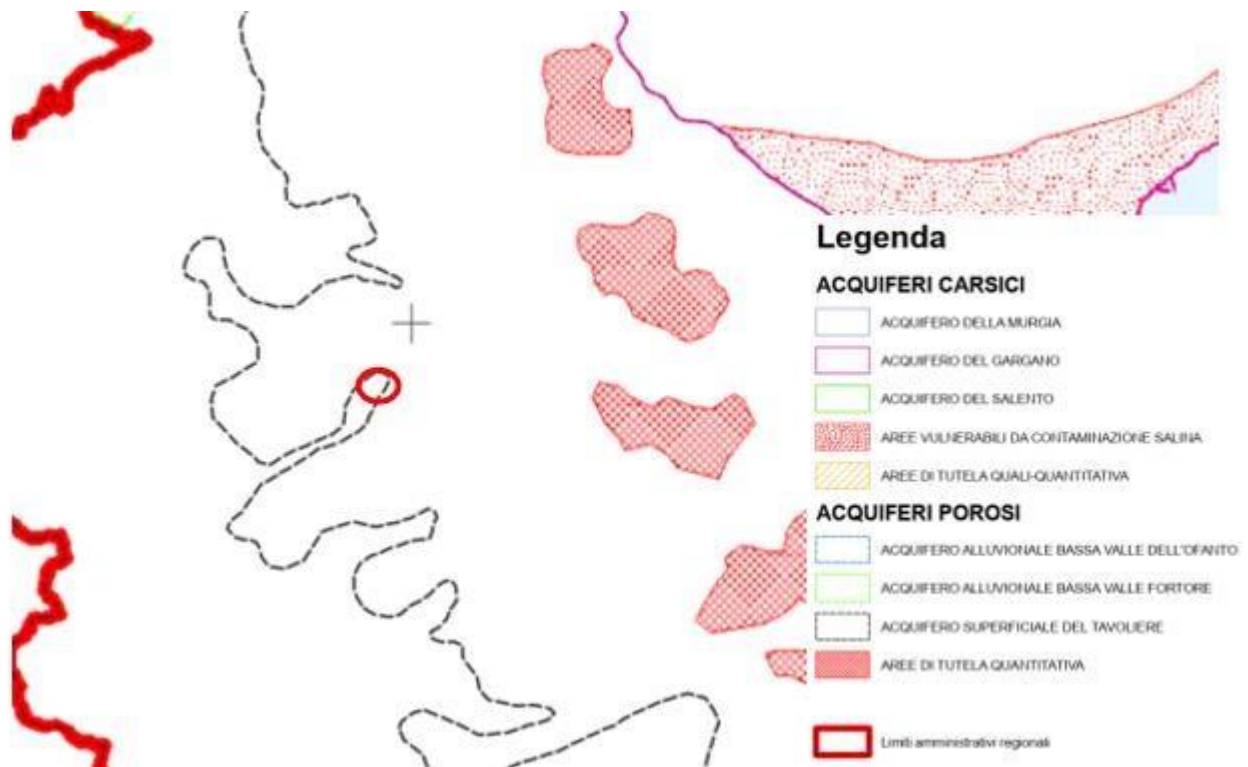 Legenda
ACQUIFERI CARSICI
ACQUIFERO DELLA MURGIA
ACQUIFERO DEL GARGANO
ACQUIFERO DEL SALENTO
AREE VULNERABILI DA CONTAMINAZIONE SALINA
AREE DI TUTELA QUALI-QUANTITATIVA
ACQUIFERI POROSI
ACQUIFERO ALLUVIONALE BASSA VALLE DELL'OFANTO
ACQUIFERO ALLUVIONALE BASSA VALLE FORTORE
ACQUIFERO SUPERFICIALE DEL TAVOLIERE
AREE DI TUTELA QUANTITATIVA
Limiti amministrativi regionali